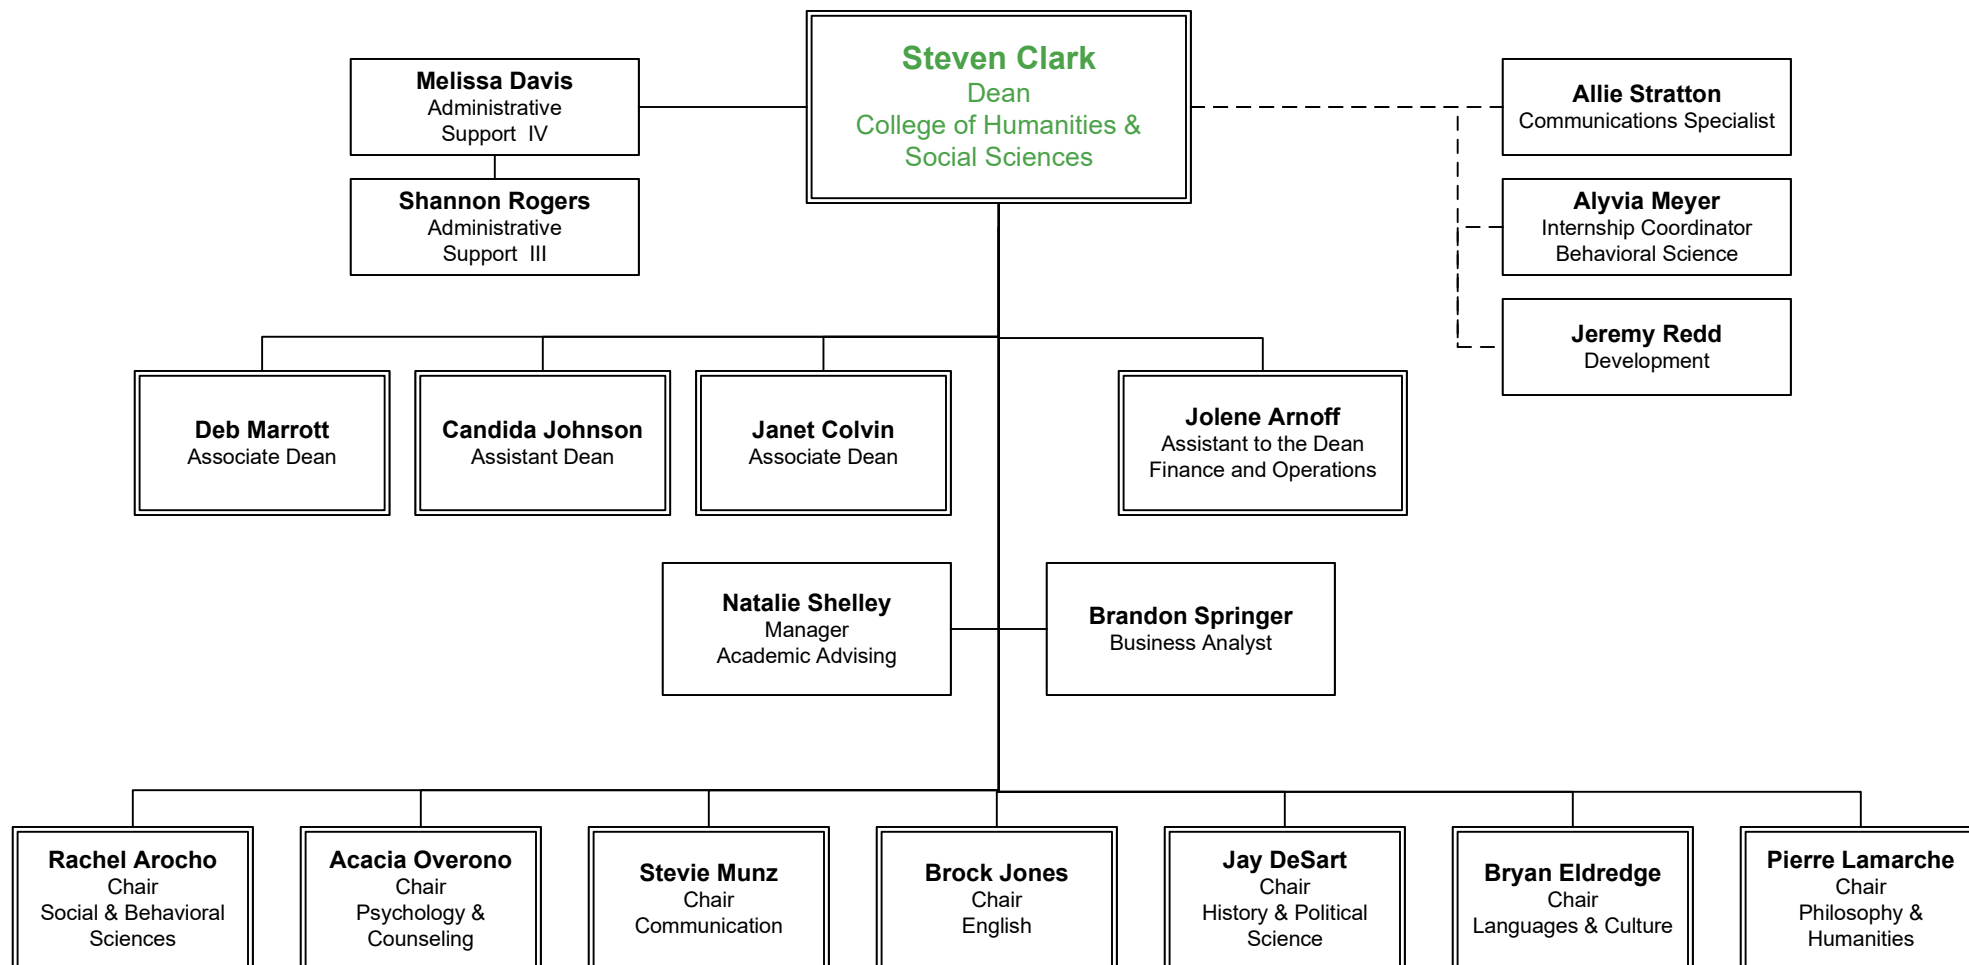 Steven Clark
Dean
College of Humanities &
Social Sciences
Melissa Davis
Administrative
Support IV
Shannon Rogers
Administrative
Support III
Allie Stratton
Communications Specialist
Alyvia Meyer
Internship Coordinator
Behavioral Science
Jeremy Redd
Development
Deb Marrott
Associate Dean
Candida Johnson
Assistant Dean
Janet Colvin
Associate Dean
Jolene Arnoff
Assistant to the Dean
Finance and Operations
Natalie Shelley
Manager
Academic Advising
Brandon Springer
Business Analyst
Rachel Arocho
Chair
Social & Behavioral
Sciences
Acacia Overono
Chair
Psychology &
Counseling
Stevie Munz
Chair
Communication
Brock Jones
Chair
English
Jay DeSart
Chair
History & Political
Science
Bryan Eldredge
Chair
Languages & Culture
Pierre Lamarche
Chair
Philosophy &
Humanities